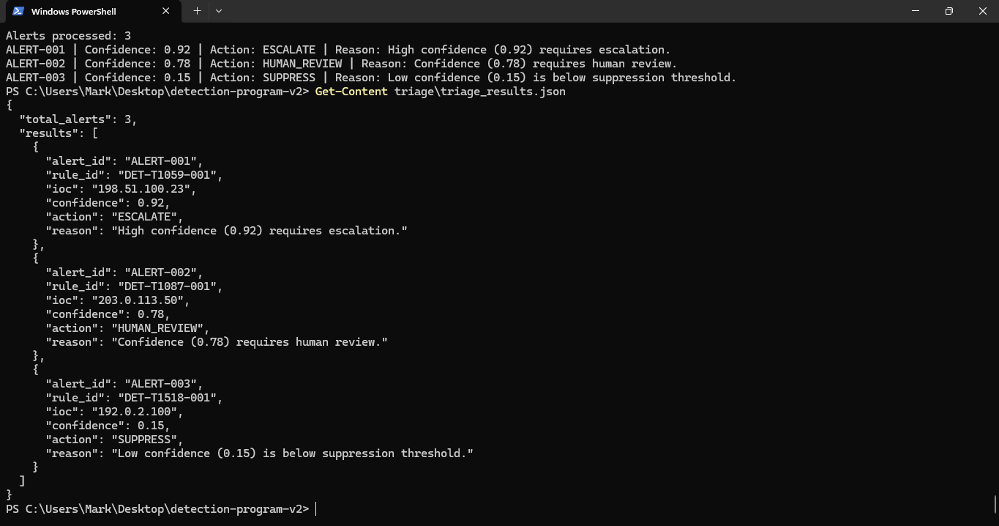 Windows PowerShell
Alerts processed: 3
ALERT-001 | Confidence: 0.92 | Action: ESCALATE | Reason: High confidence (0.92) requires escalation.
ALERT-002 | Confidence: 0.78 | Action: HUMAN_REVIEW | Reason: Confidence (0.78) requires human review.
ALERT-003 | Confidence: 0.15 | Action: SUPPRESS | Reason: Low confidence (0.15) is below suppression threshold.
PS C:\Users\Mark\Desktop\detection-program-v2> Get-Content triage\triage_results.json
{
  "total_alerts": 3,
  "results": [
    {
      "alert_id": "ALERT-001",
      "rule_id": "DET-T1059-001",
      "ioc": "198.51.100.23",
      "confidence": 0.92,
      "action": "ESCALATE",
      "reason": "High confidence (0.92) requires escalation."
    },
    {
      "alert_id": "ALERT-002",
      "rule_id": "DET-T1087-001",
      "ioc": "203.0.113.50",
      "confidence": 0.78,
      "action": "HUMAN_REVIEW",
      "reason": "Confidence (0.78) requires human review."
    },
    {
      "alert_id": "ALERT-003",
      "rule_id": "DET-T1518-001",
      "ioc": "192.0.2.100",
      "confidence": 0.15,
      "action": "SUPPRESS",
      "reason": "Low confidence (0.15) is below suppression threshold."
    }
  ]
}
PS C:\Users\Mark\Desktop\detection-program-v2>